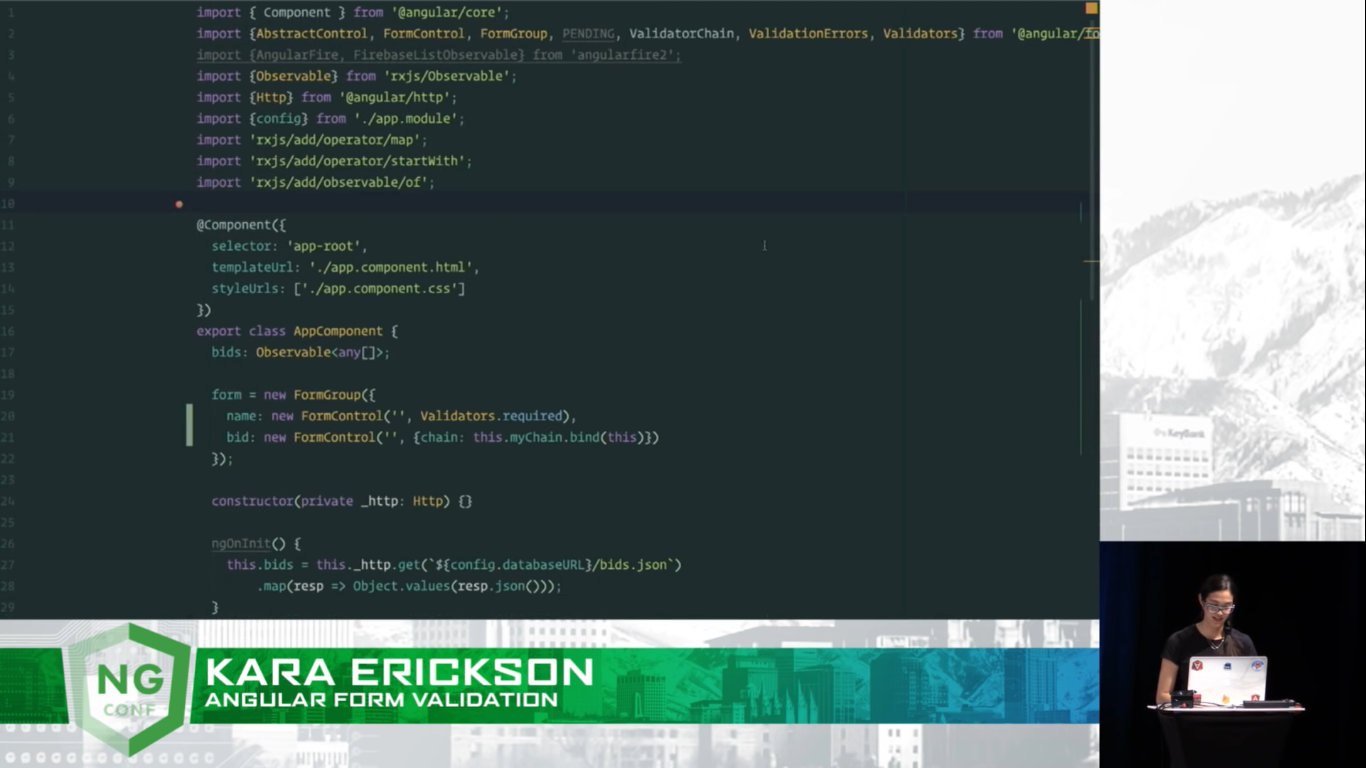 1 import { Component } from '@angular/core';
2 import {AbstractControl, FormControl, FormGroup, PENDING, ValidatorChain, ValidationErrors, Validators} from '@angular/fo
3 import {AngularFire, FirebaseListObservable} from 'angularfire2';
4 import {Observable} from 'rxjs/Observable';
5 import {Http} from '@angular/http';
6 import {config} from './app.module';
7 import 'rxjs/add/operator/map';
8 import 'rxjs/add/operator/startWith';
9 import 'rxjs/add/observable/of';
10
11 @Component({
12 selector: 'app-root',
13 templateUrl: './app.component.html',
14 styleUrls: ['./app.component.css']
15 })
16 export class AppComponent {
17 bids: Observable<any[]>;
18
19 form = new FormGroup({
20 name: new FormControl('', Validators.required),
21 bid: new FormControl('', {chain: this.myChain.bind(this)})
22 });
23
24 constructor(private _http: Http) {}
25
26 ngOnInit() {
27 this.bids = this._http.get(`${config.databaseURL}/bids.json`)
28 .map(resp => Object.values(resp.json()));
29 }
KeyBank
NG
CONF
KARA ERICKSON
ANGULAR FORM VALIDATION